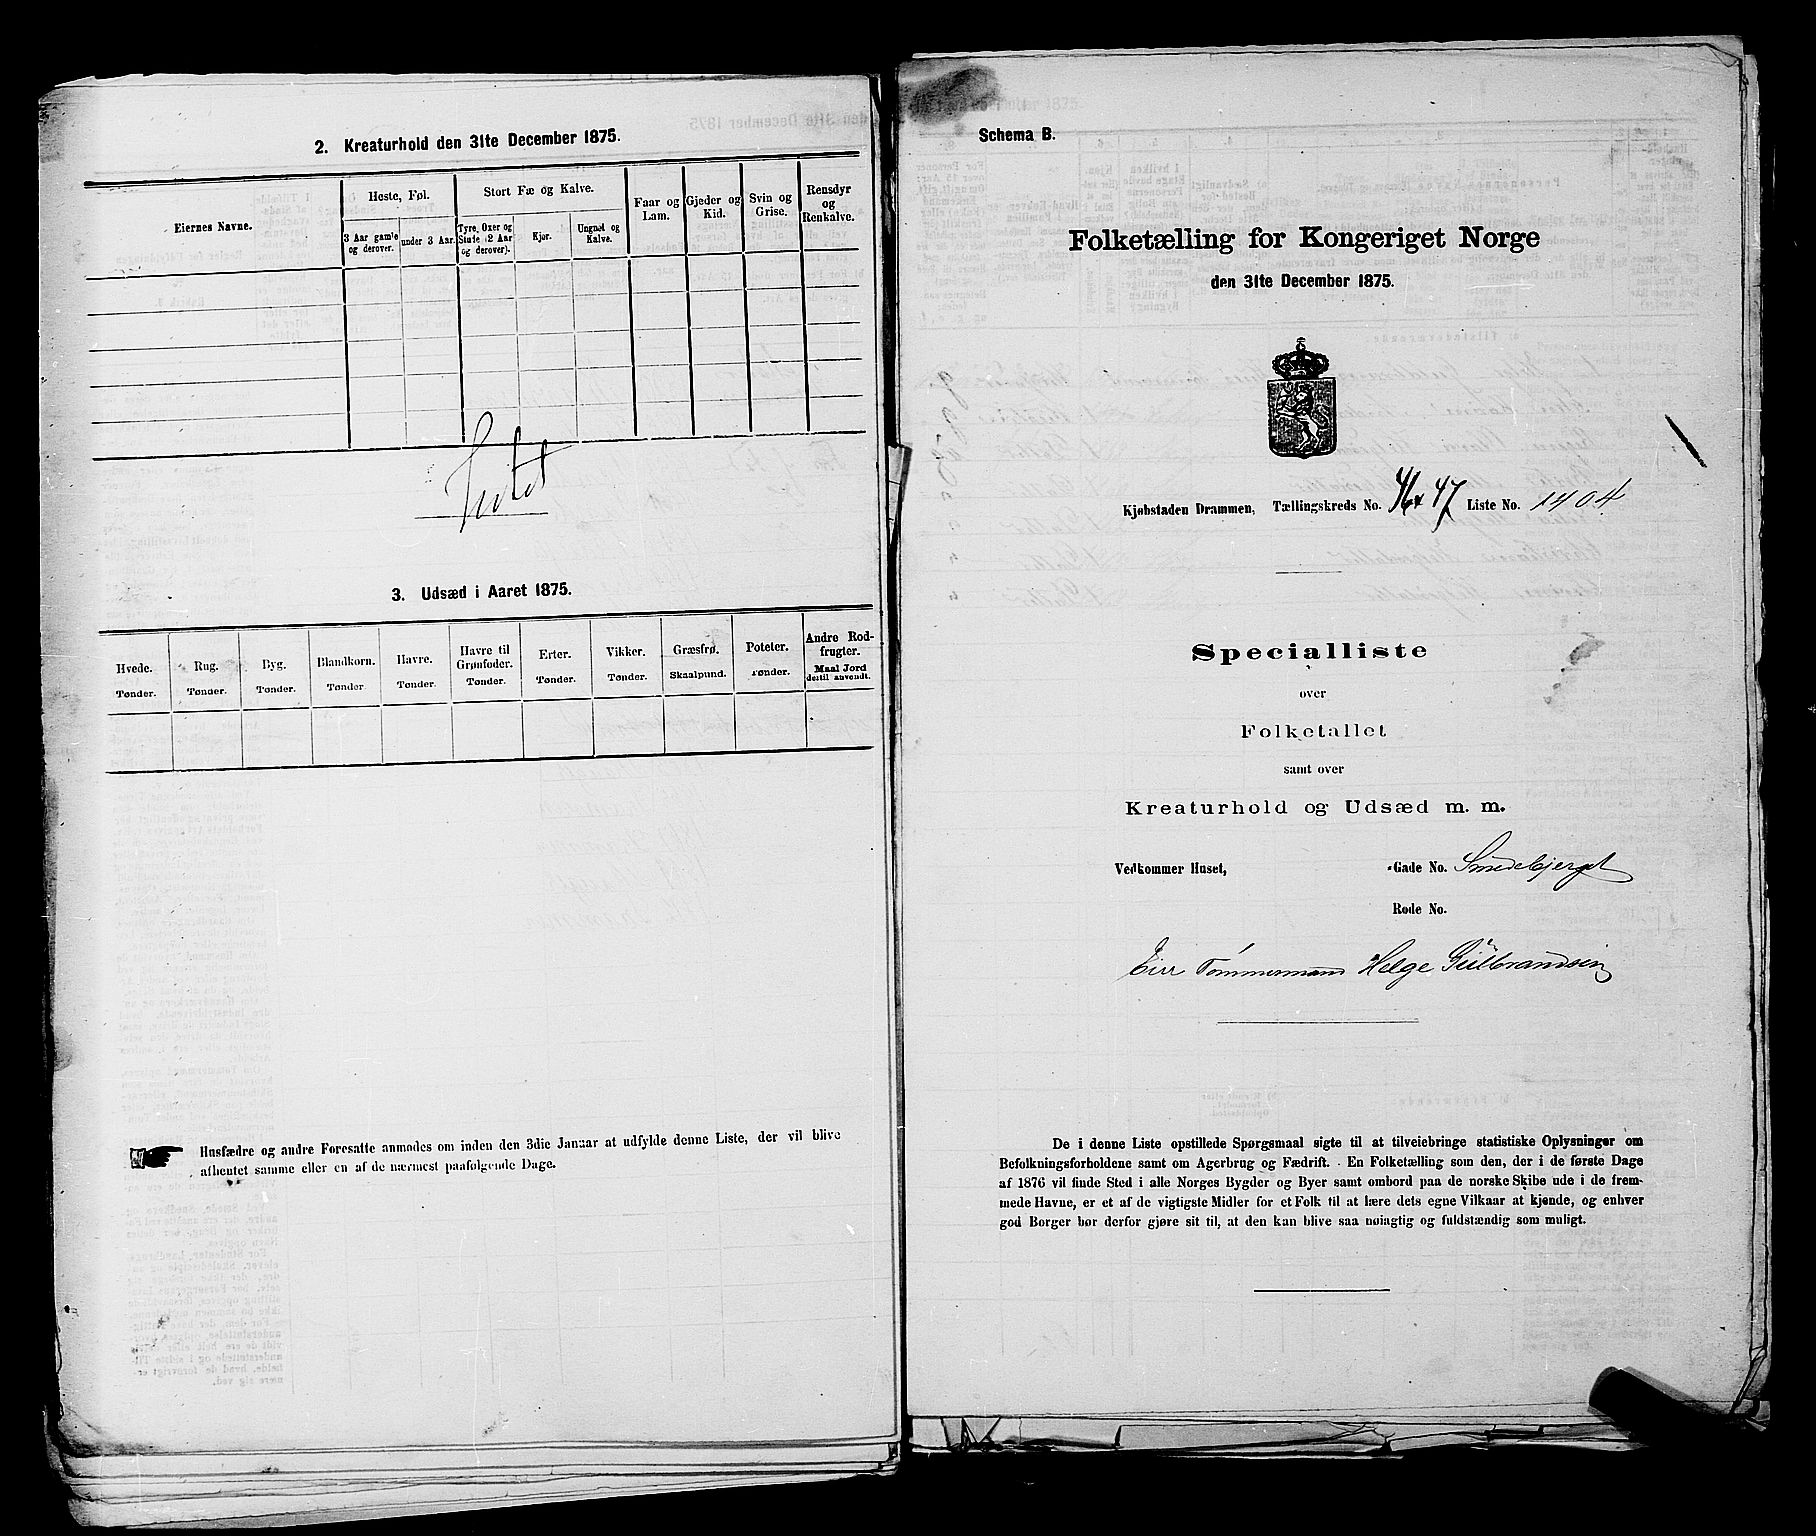 2. Kreaturhold den 31te December 1875.
Eiernes Navne.
Heste, Føl.
3 Aar gamle og derover.
under 3 Aar.
Stort Fæ og Kalve.
Tyre, Oxer og Stude (2 Aar og derover).
Kjør.
Ungnøt og Kalve.
Faar og Lam.
Gjeder og Kid.
Svin og Grise.
Rensdyr og Renkalve.
Intet
3. Udsæd i Aaret 1875.
Hvede. Tønder.
Rug. Tønder.
Byg. Tønder.
Blandkorn. Tønder.
Havre. Tønder.
Havre til Grønfoder. Tønder.
Erter. Tønder.
Vikker. Tønder.
Græsfrø. Skaalpund.
Poteter. Tønder.
Andre Rodfrugter. Maal Jord dertil anvendt.
Husfædre og andre Foresatte anmodes om inden den 3die Januar at udfylde denne Liste, der vil blive
afhentet samme eller en af de nærmest paafølgende Dage.
Schema B.
Folketælling for Kongeriget Norge
den 31te December 1875.
Kjøbstaden Drammen, Tællingskreds No. 46 x 47 Liste No. 1404
Specialliste
over
Folketallet
samt over
Kreaturhold og Udsæd m. m.
Vedkommer Huset, -Gade No. Smedebjerget
Rode No.
Eier Tømmermand Helge Gulbrandsen
De i denne Liste opstillede Spørgsmaal sigte til at tilveiebringe statistiske Oplysninger om
Befolkningsforholdene samt om Agerbrug og Fædrift. En Folketælling som den, der i de første Dage
af 1876 vil finde Sted i alle Norges Bygder og Byer samt ombord paa de norske Skibe ude i de frem-
mede Havne, er et af de vigtigste Midler for et Folk til at lære dets egne Vilkaar at kjende, og enhver
god Borger bør derfor gjøre sit til, at den kan blive saa nøiagtig og fuldstændig som muligt.